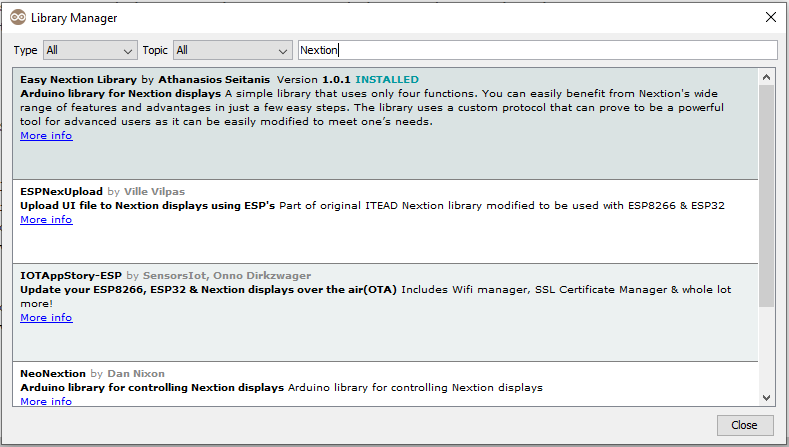 Library Manager
Type All Topic All Nextion
Easy Nextion Library by Athanasios Seitanis Version 1.0.1 INSTALLED
Arduino library for Nextion displays A simple library that uses only four functions. You can easily benefit from Nextion's wide
range of features and advantages in just a few easy steps. The library uses a custom protocol that can prove to be a powerful
tool for advanced users as it can be easily modified to meet one’s needs.
More info
ESPNexUpload by Ville Vilpas
Upload UI file to Nextion displays using ESP's Part of original ITEAD Nextion library modified to be used with ESP8266 & ESP32
More info
IOTAppStory-ESP by SensorsIot, Onno Dirkzwager
Update your ESP8266, ESP32 & Nextion displays over the air(OTA) Includes Wifi manager, SSL Certificate Manager & whole lot
more!
More info
NeoNextion by Dan Nixon
Arduino library for controlling Nextion displays Arduino library for controlling Nextion displays
More info
Close